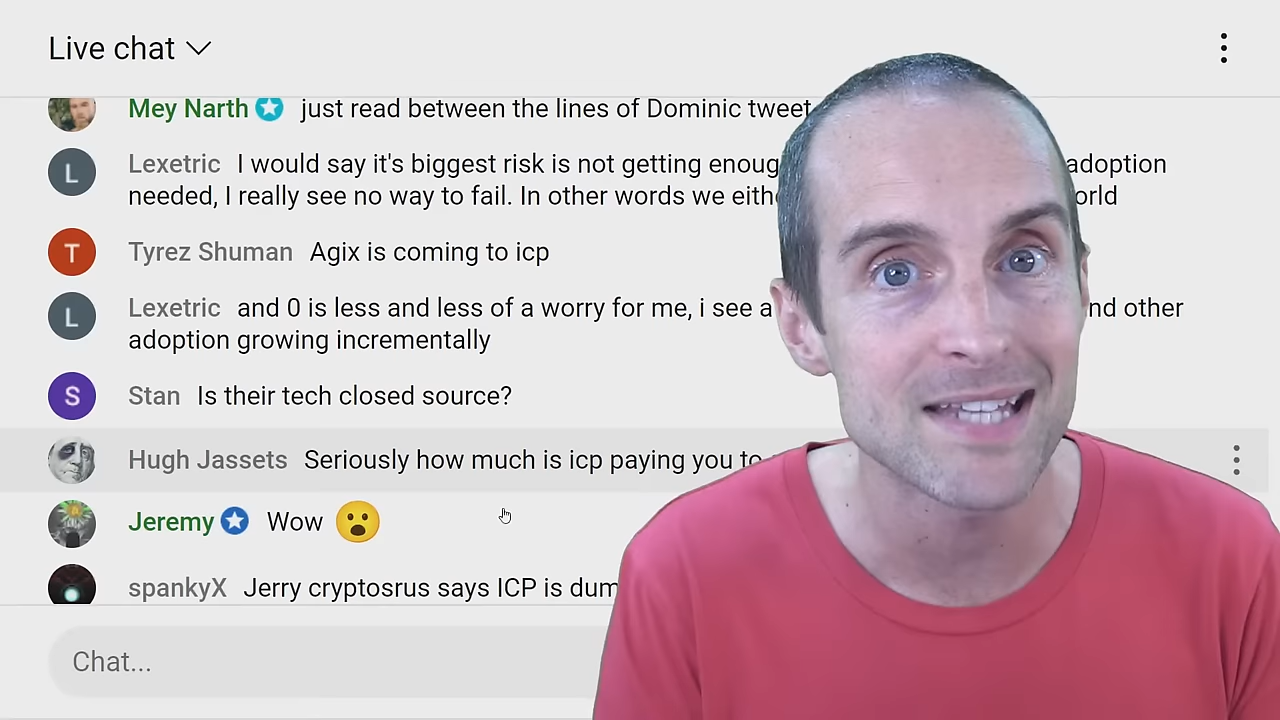 Live chat
Mey Narth just read between the lines of Dominic tweet
L Lexetric I would say it's biggest risk is not getting enoug adoption
needed, I really see no way to fail. In other words we eithe orld
T Tyrez Shuman Agix is coming to icp
L Lexetric and 0 is less and less of a worry for me, i see a nd other
adoption growing incrementally
S Stan Is their tech closed source?
Hugh Jassets Seriously how much is icp paying you to
Jeremy Wow 😮
spankyX Jerry cryptosrus says ICP is dum
Chat...